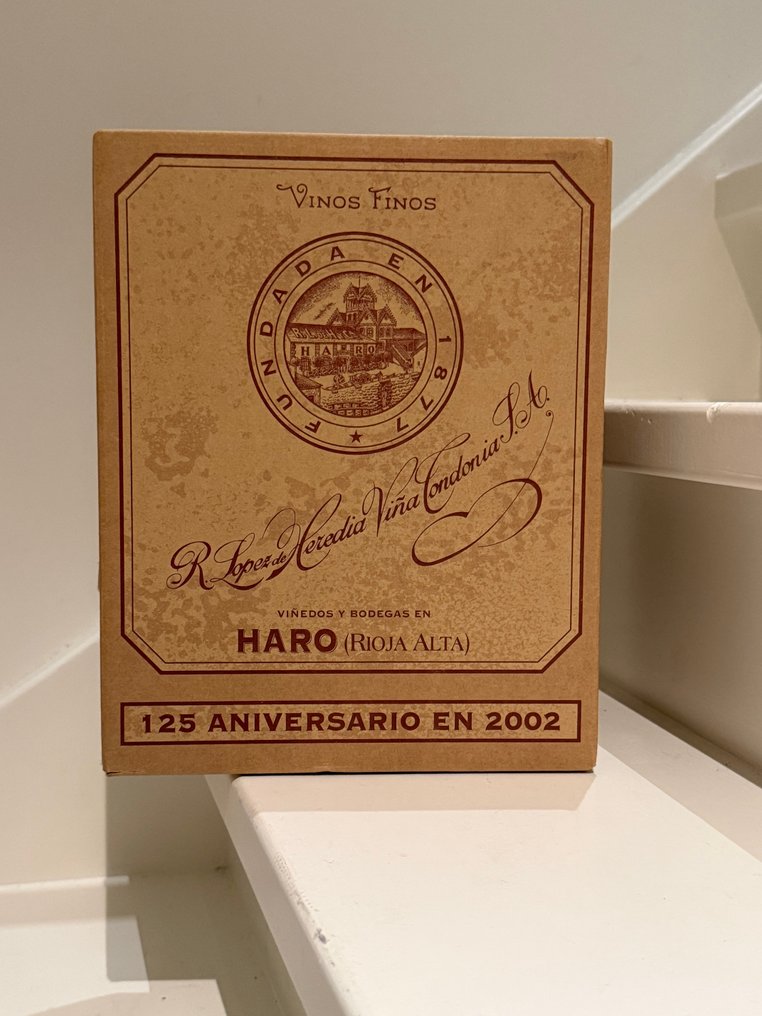 Vinos Finos
FUNDADA EN 1877
HARO
R. Lopez de Heredia Viña Tondonia S.A.
VIÑEDOS Y BODEGAS EN
HARO (RIOJA ALTA)
125 ANIVERSARIO EN 2002